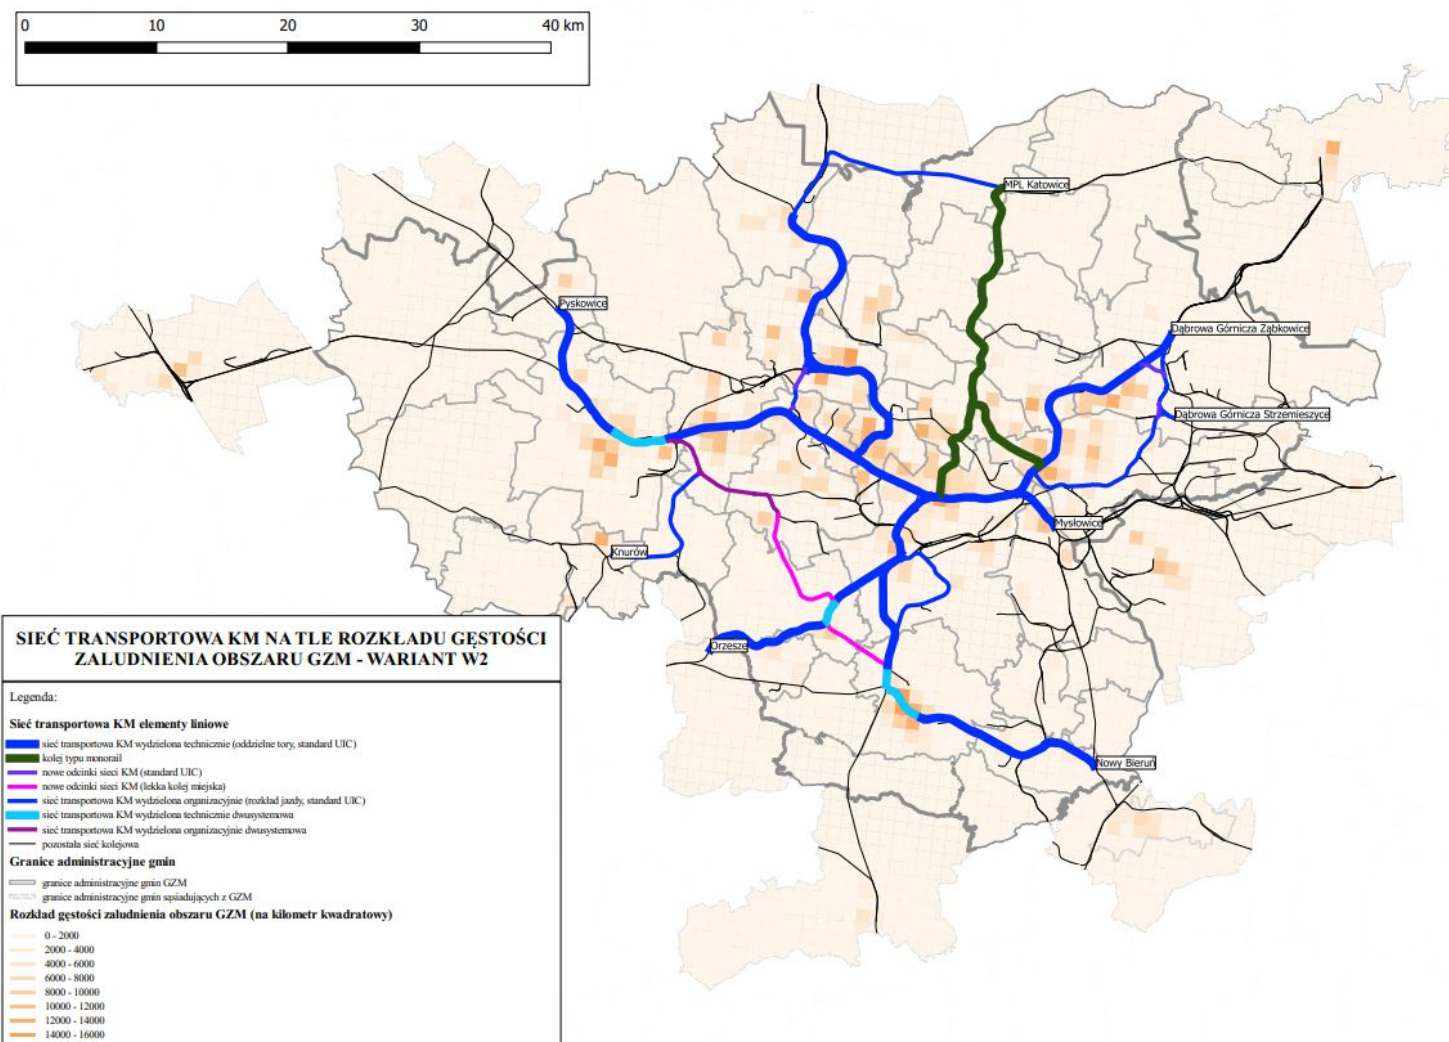 0 10 20 30 40 km
MPL Katowice
Pyskowice
Dąbrowa Górnicza Ząbkowice
Dąbrowa Górnicza Strzemieszyce
Mysłowice
Knurów
Orzesze
Nowy Bieruń
SIEĆ TRANSPORTOWA KM NA TLE ROZKŁADU GĘSTOŚCI
ZALUDNIENIA OBSZARU GZM - WARIANT W2
Legenda:
Sieć transportowa KM elementy liniowe
sieć transportowa KM wydzielona technicznie (oddzielne tory, standard UIC)
kolej typu monorail
nowe odcinki sieci KM (standard UIC)
nowe odcinki sieci KM (lekka kolej miejska)
sieć transportowa KM wydzielona organizacyjnie (rozkład jazdy, standard UIC)
sieć transportowa KM wydzielona technicznie dwusystemowa
sieć transportowa KM wydzielona organizacyjnie dwusystemowa
pozostała sieć kolejowa
Granice administracyjne gmin
granice administracyjne gmin GZM
granice administracyjne gmin sąsiadujących z GZM
Rozkład gęstości zaludnienia obszaru GZM (na kilometr kwadratowy)
0 - 2000
2000 - 4000
4000 - 6000
6000 - 8000
8000 - 10000
10000 - 12000
12000 - 14000
14000 - 16000